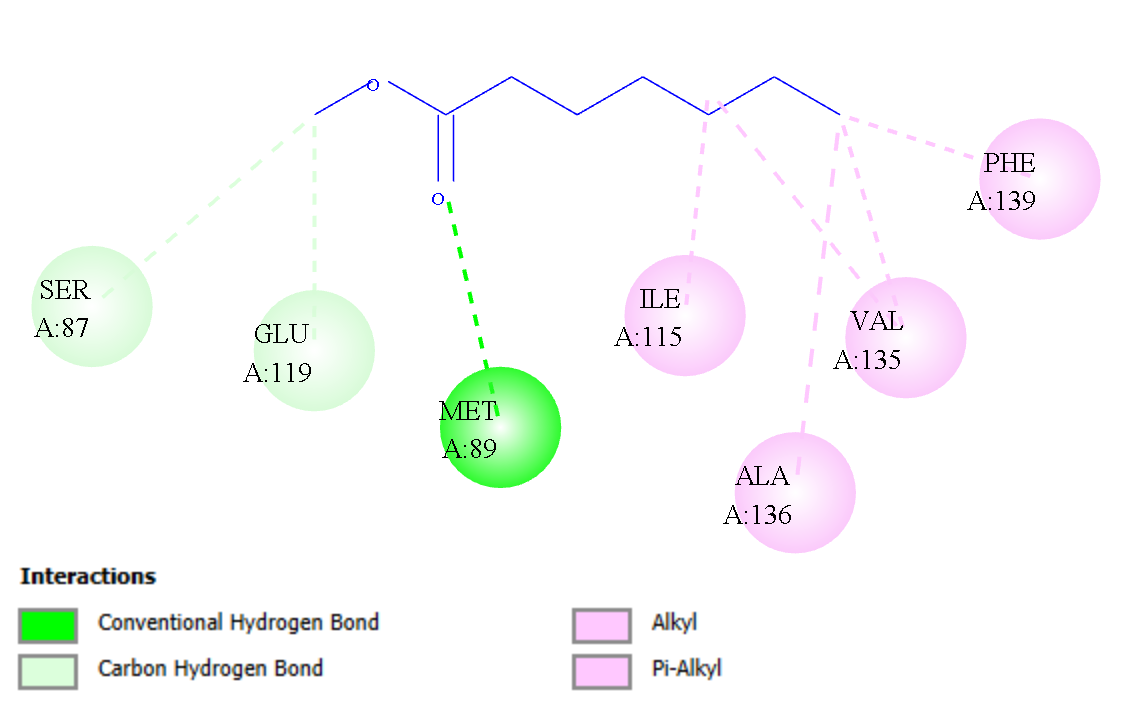 O
O
PHE
A:139
SER
A:87
ILE
A:115
VAL
A:135
GLU
A:119
MET
A:89
ALA
A:136
Interactions
Conventional Hydrogen Bond
Carbon Hydrogen Bond
Alkyl
Pi-Alkyl